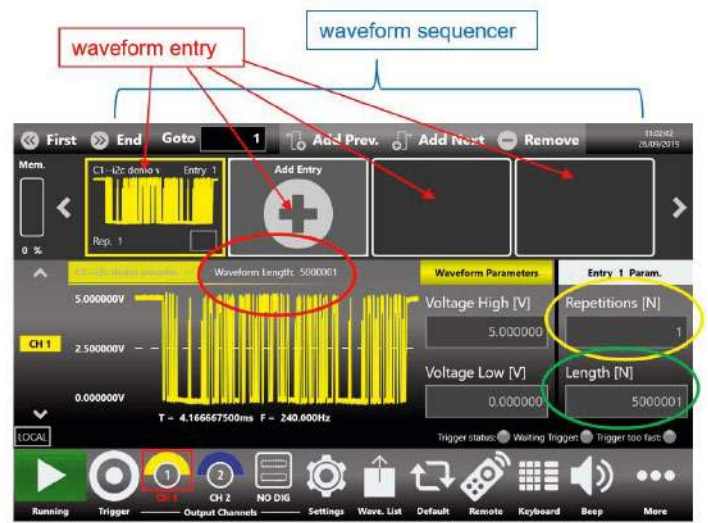 waveform sequencer
waveform entry
First End Goto 1 Add Prev. Add Next Remove 11:02:02
26/09/2019
Mem.
0 %
C1--i2c demo v Entry 1
Rep. 1
Add Entry
Waveform Length: 5000001
Waveform Parameters
Entry 1 Param.
5.000000V
Voltage High [V]
5.000000
Repetitions [N]
1
CH 1
2.500000V
0.000000V
Voltage Low [V]
0.000000
Length [N]
5000001
T = 4.166667500ms F = 240.000Hz
LOCAL
Trigger status: Waiting Trigger: Trigger too fast:
1
2
CH 1 CH 2 NO DIG
Running Trigger Output Channels Settings Wave. List Default Remote Keyboard Beep More